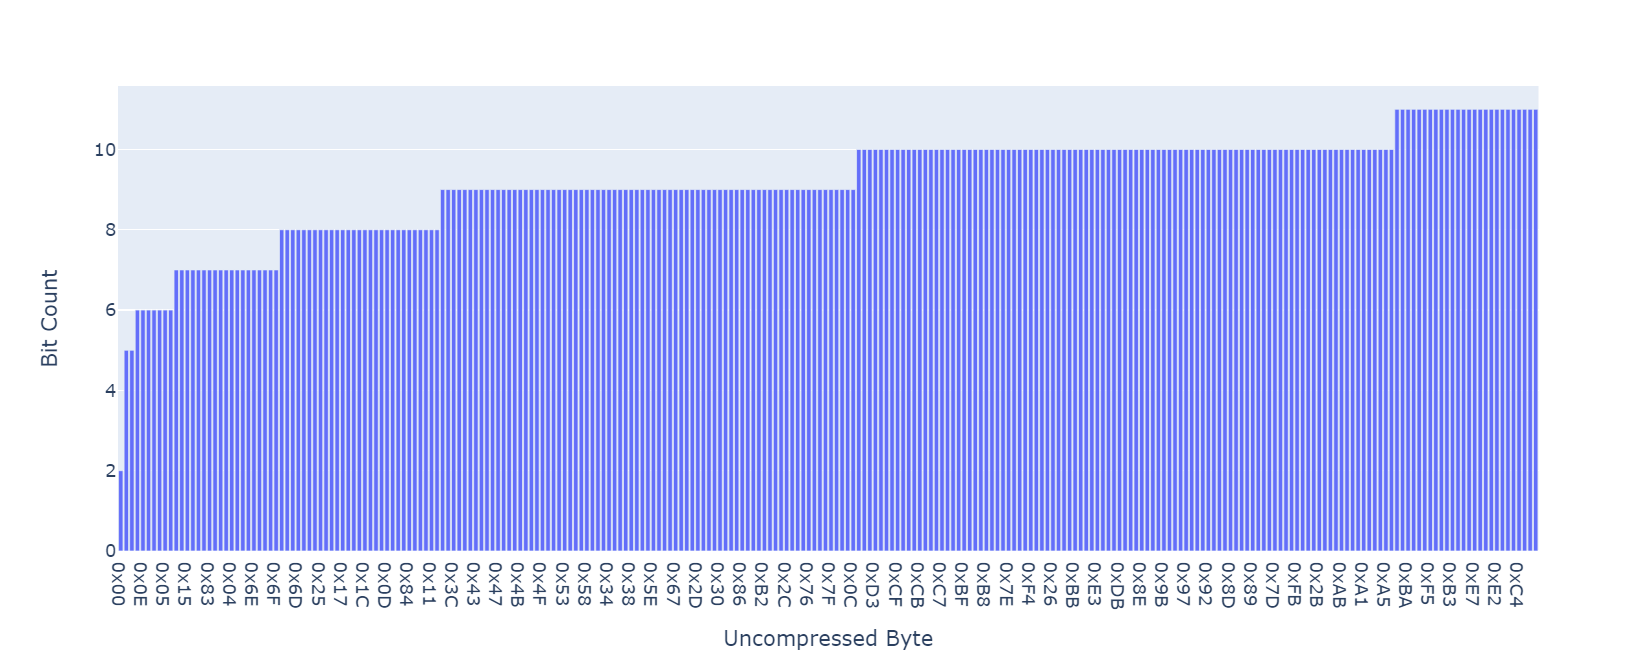 10
8
6
4
2
0
Bit Count
0x00
0x0E
0x05
0x15
0x83
0x04
0x6E
0x6F
0x6D
0x25
0x17
0x1C
0x0D
0x84
0x11
0x3C
0x43
0x47
0x4B
0x4F
0x53
0x58
0x34
0x38
0x5E
0x67
0x2D
0x30
0x86
0xB2
0x2C
0x76
0x7F
0x0C
0xD3
0xCF
0xCB
0xC7
0xBF
0xB8
0x7E
0xF4
0x26
0xBB
0xE3
0xDB
0x8E
0x9B
0x97
0x92
0x8D
0x89
0x7D
0xFB
0x2B
0xAB
0xA1
0xA5
0xBA
0xF5
0xB3
0xE7
0xE2
0xC4
Uncompressed Byte